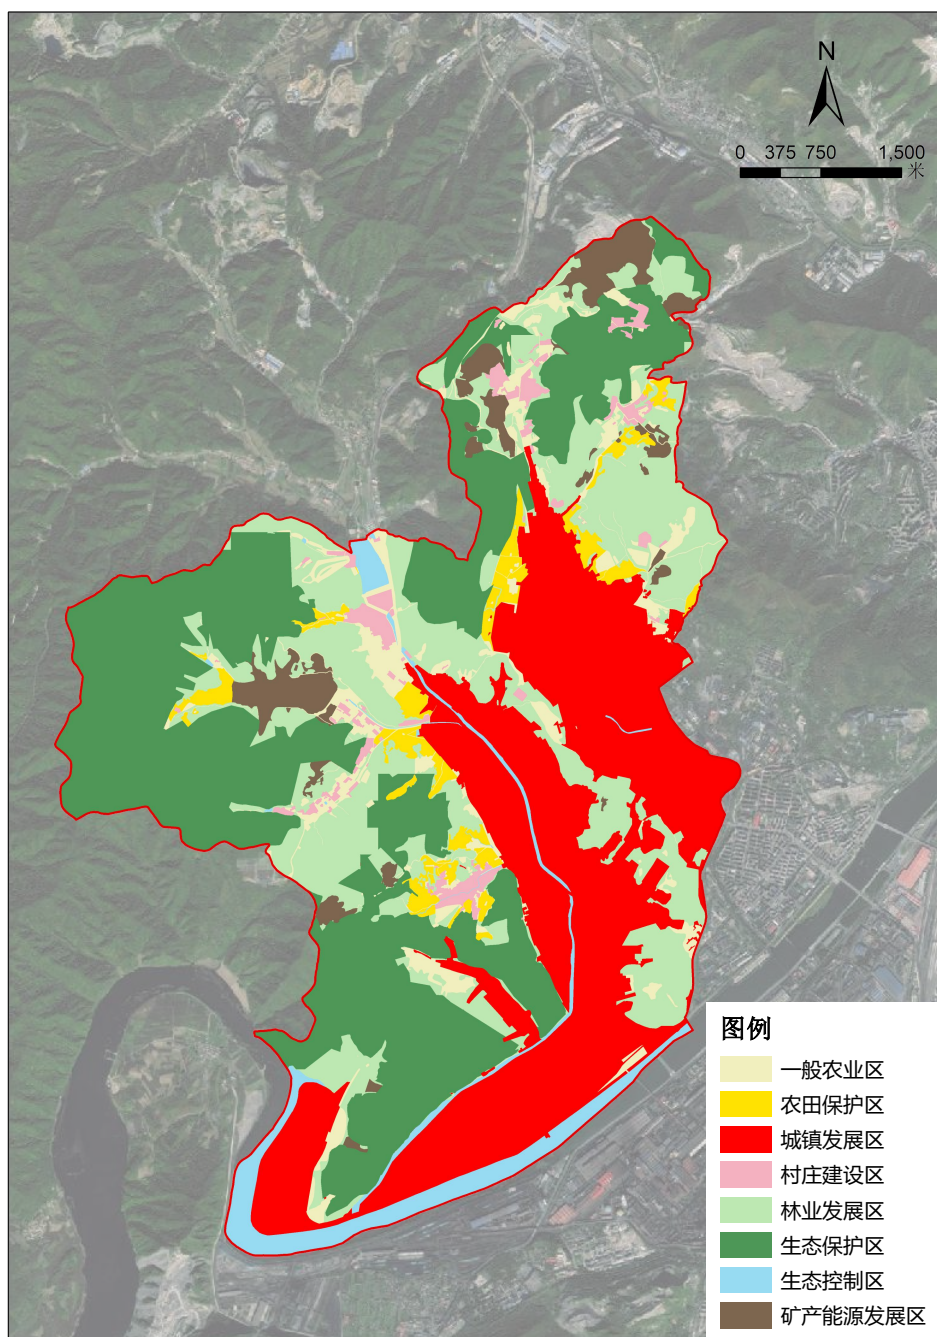 N
0 375 750 1,500
米
图例
一般农业区
农田保护区
城镇发展区
村庄建设区
林业发展区
生态保护区
生态控制区
矿产能源发展区